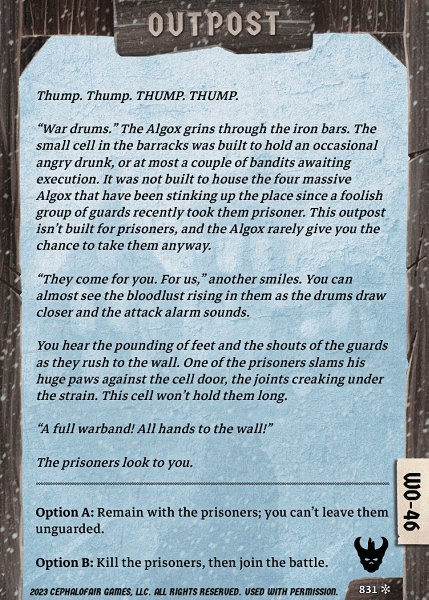 OUTPOST
Thump. Thump. THUMP. THUMP.
“War drums.” The Algox grins through the iron bars. The
small cell in the barracks was built to hold an occasional
angry drunk, or at most a couple of bandits awaiting
execution. It was not built to house the four massive
Algox that have been stinking up the place since a foolish
group of guards recently took them prisoner. This outpost
isn’t built for prisoners, and the Algox rarely give you the
chance to take them anyway.
“They come for you. For us,” another smiles. You can
almost see the bloodlust rising in them as the drums draw
closer and the attack alarm sounds.
You hear the pounding of feet and the shouts of the guards
as they rush to the wall. One of the prisoners slams his
huge paws against the cell door, the joints creaking under
the strain. This cell won’t hold them long.
“A full warband! All hands to the wall!”
The prisoners look to you.
Option A: Remain with the prisoners; you can’t leave them
unguarded.
Option B: Kill the prisoners, then join the battle.
WO-46
2023 CEPHALOFAIR GAMES, LLC. ALL RIGHTS RESERVED. USED WITH PERMISSION.
831